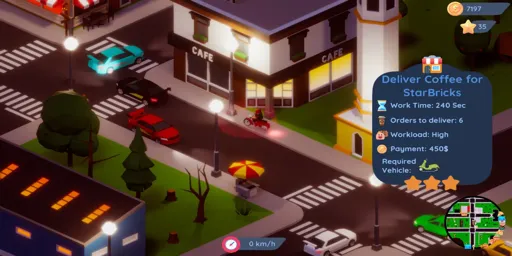 7197
35
CAFE
CAFE
Deliver Coffee for
StarBricks
Work Time: 240 Sec
Orders to deliver: 6
Workload: High
Payment: 450$
Required
Vehicle:
0 km/h